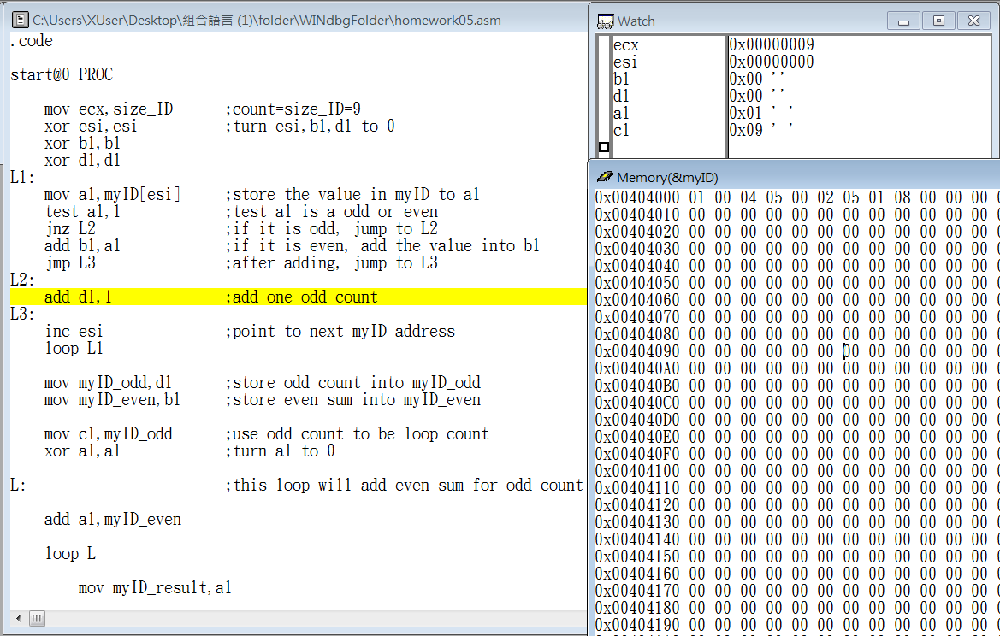 C:\Users\XUser\Desktop\組合語言 (1)\folder\WINdbgFolder\homework05.asm
.code
start@0 PROC
mov ecx,size_ID ;count=size_ID=9
xor esi,esi ;turn esi,bl,dl to 0
xor bl,bl
xor dl,dl
L1:
mov al,myID[esi] ;store the value in myID to al
test al,1 ;test al is a odd or even
jnz L2 ;if it is odd, jump to L2
add bl,al ;if it is even, add the value into bl
jmp L3 ;after adding, jump to L3
L2:
add dl,1 ;add one odd count
L3:
inc esi ;point to next myID address
loop L1
mov myID_odd,dl ;store odd count into myID_odd
mov myID_even,bl ;store even sum into myID_even
mov cl,myID_odd ;use odd count to be loop count
xor al,al ;turn al to 0
L: ;this loop will add even sum for odd count
add al,myID_even
loop L
mov myID_result,al
Watch
ecx 0x00000009
esi 0x00000000
bl 0x00 ''
dl 0x00 ''
al 0x01 ' '
cl 0x09 ' '
Memory(&myID)
0x00404000 01 00 04 05 00 02 05 01 08 00 00 00
0x00404010 00 00 00 00 00 00 00 00 00 00 00 00
0x00404020 00 00 00 00 00 00 00 00 00 00 00 00
0x00404030 00 00 00 00 00 00 00 00 00 00 00 00
0x00404040 00 00 00 00 00 00 00 00 00 00 00 00
0x00404050 00 00 00 00 00 00 00 00 00 00 00 00
0x00404060 00 00 00 00 00 00 00 00 00 00 00 00
0x00404070 00 00 00 00 00 00 00 00 00 00 00 00
0x00404080 00 00 00 00 00 00 00 00 00 00 00 00
0x00404090 00 00 00 00 00 00 00 00 00 00 00 00
0x004040A0 00 00 00 00 00 00 00 00 00 00 00 00
0x004040B0 00 00 00 00 00 00 00 00 00 00 00 00
0x004040C0 00 00 00 00 00 00 00 00 00 00 00 00
0x004040D0 00 00 00 00 00 00 00 00 00 00 00 00
0x004040E0 00 00 00 00 00 00 00 00 00 00 00 00
0x004040F0 00 00 00 00 00 00 00 00 00 00 00 00
0x00404100 00 00 00 00 00 00 00 00 00 00 00 00
0x00404110 00 00 00 00 00 00 00 00 00 00 00 00
0x00404120 00 00 00 00 00 00 00 00 00 00 00 00
0x00404130 00 00 00 00 00 00 00 00 00 00 00 00
0x00404140 00 00 00 00 00 00 00 00 00 00 00 00
0x00404150 00 00 00 00 00 00 00 00 00 00 00 00
0x00404160 00 00 00 00 00 00 00 00 00 00 00 00
0x00404170 00 00 00 00 00 00 00 00 00 00 00 00
0x00404180 00 00 00 00 00 00 00 00 00 00 00 00
0x00404190 00 00 00 00 00 00 00 00 00 00 00 00